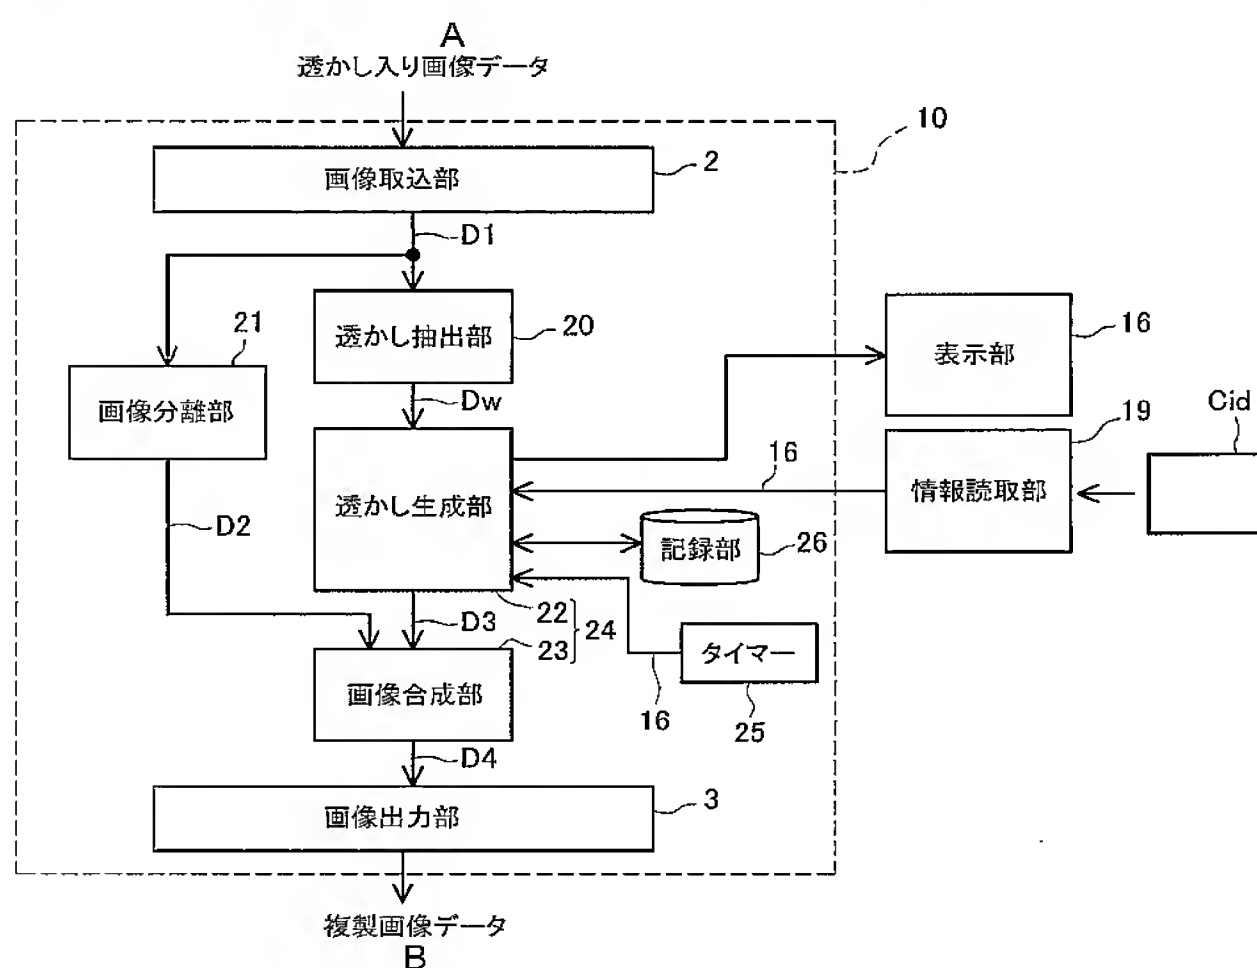 A
透かし入り画像データ
10
画像取込部
2
D1
透かし抽出部
20
21
画像分離部
表示部
16
Dw
Cid
19
透かし生成部
16
情報読取部
D2
記録部
26
22
24
D3
23
タイマー
画像合成部
16
25
D4
画像出力部
3
複製画像データ
B